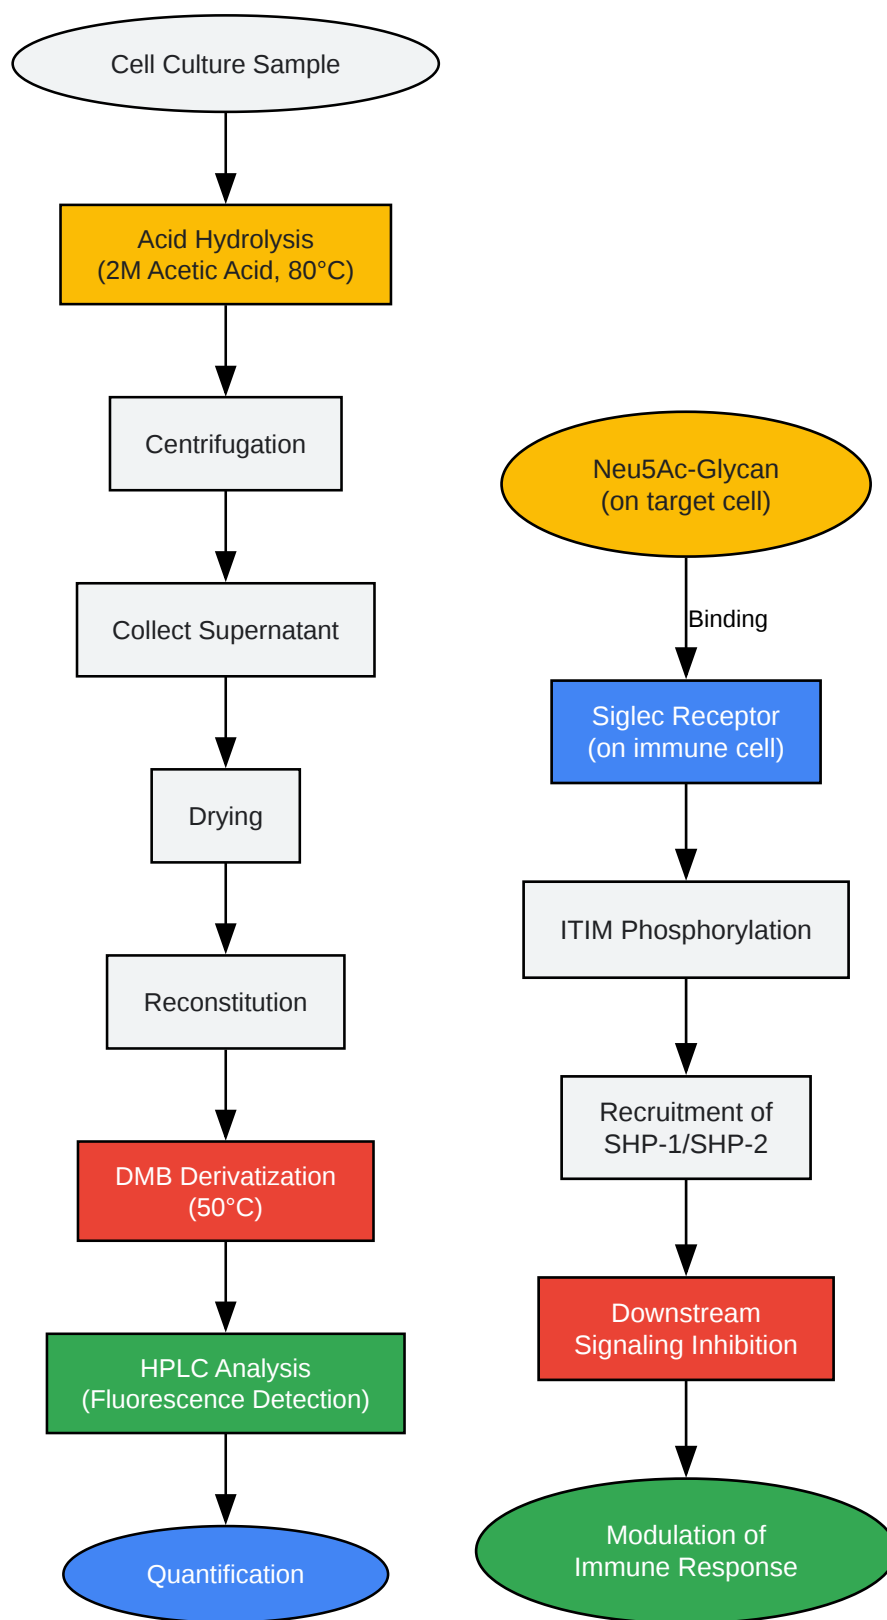 Cell Culture Sample
Acid Hydrolysis
(2M Acetic Acid, 80°C)
Centrifugation
Collect Supernatant
Drying
Reconstitution
DMB Derivatization
(50°C)
HPLC Analysis
(Fluorescence Detection)
Quantification
Neu5Ac-Glycan
(on target cell)
Binding
Siglec Receptor
(on immune cell)
ITIM Phosphorylation
Recruitment of
SHP-1/SHP-2
Downstream
Signaling Inhibition
Modulation of
Immune Response